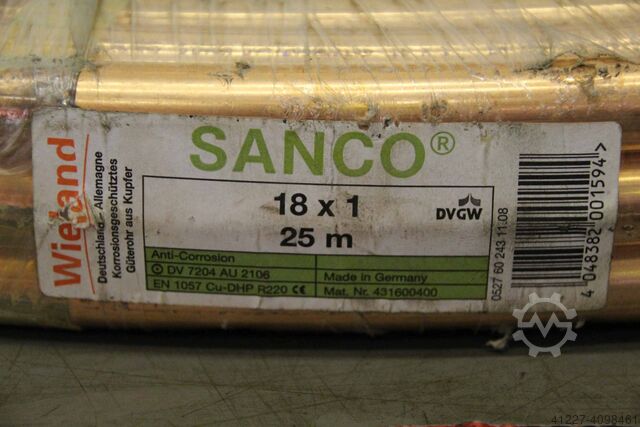 Wieland
Deutschland - Allemagne
Korrosionsgeschütztes
Güterohr aus Kupfer
SANCO®
18 x 1
25 m
DVGW
Anti-Corrosion
DV 7204 AU 2106
Made in Germany
EN 1057 Cu-DHP R220 CE
Mat. Nr. 431600400
0527 60 243 11:08
4 048382 001594 >
41227-4098461